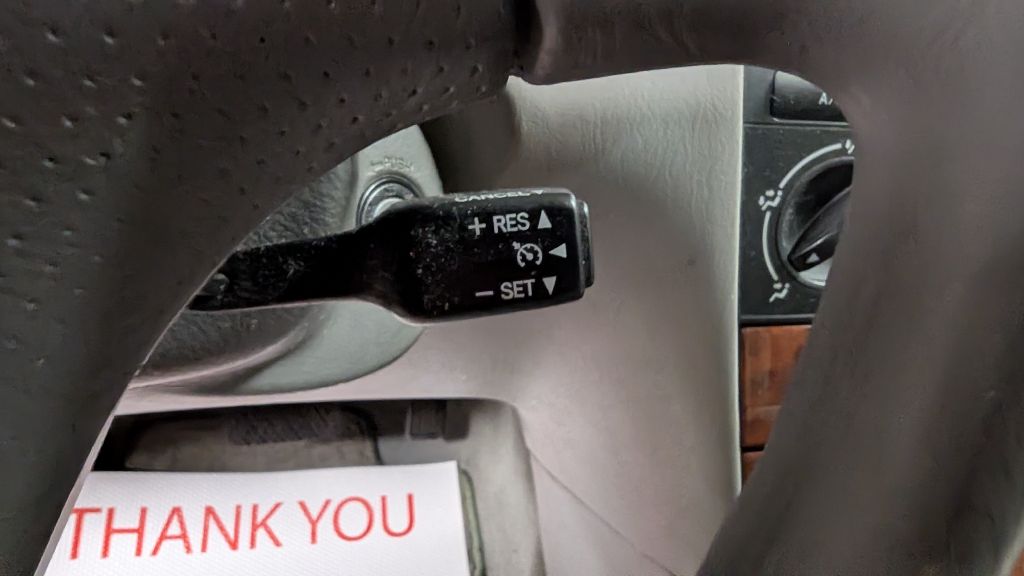 CANCEL
+ RES ▲
◀
− SET ▼
THANK YOU